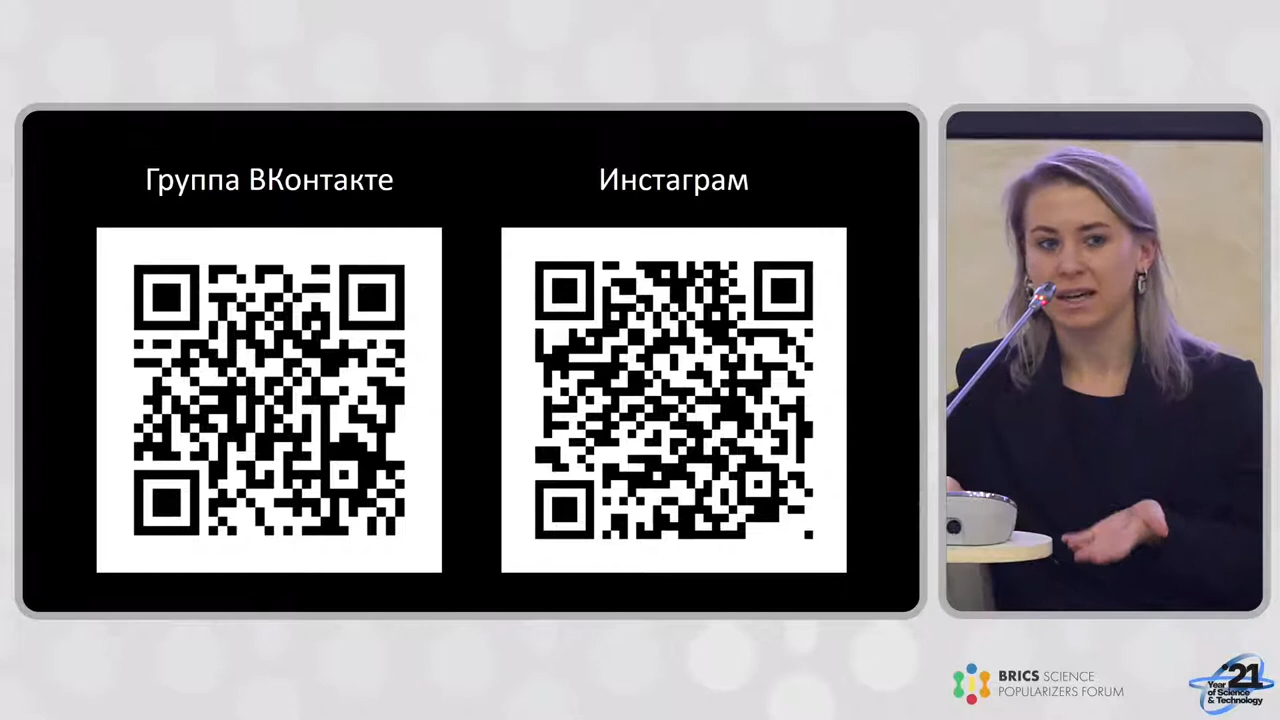 Группа ВКонтакте
Инстаграм
BRICS SCIENCE
POPULARIZERS FORUM
'21
Year
of Science
& Technology